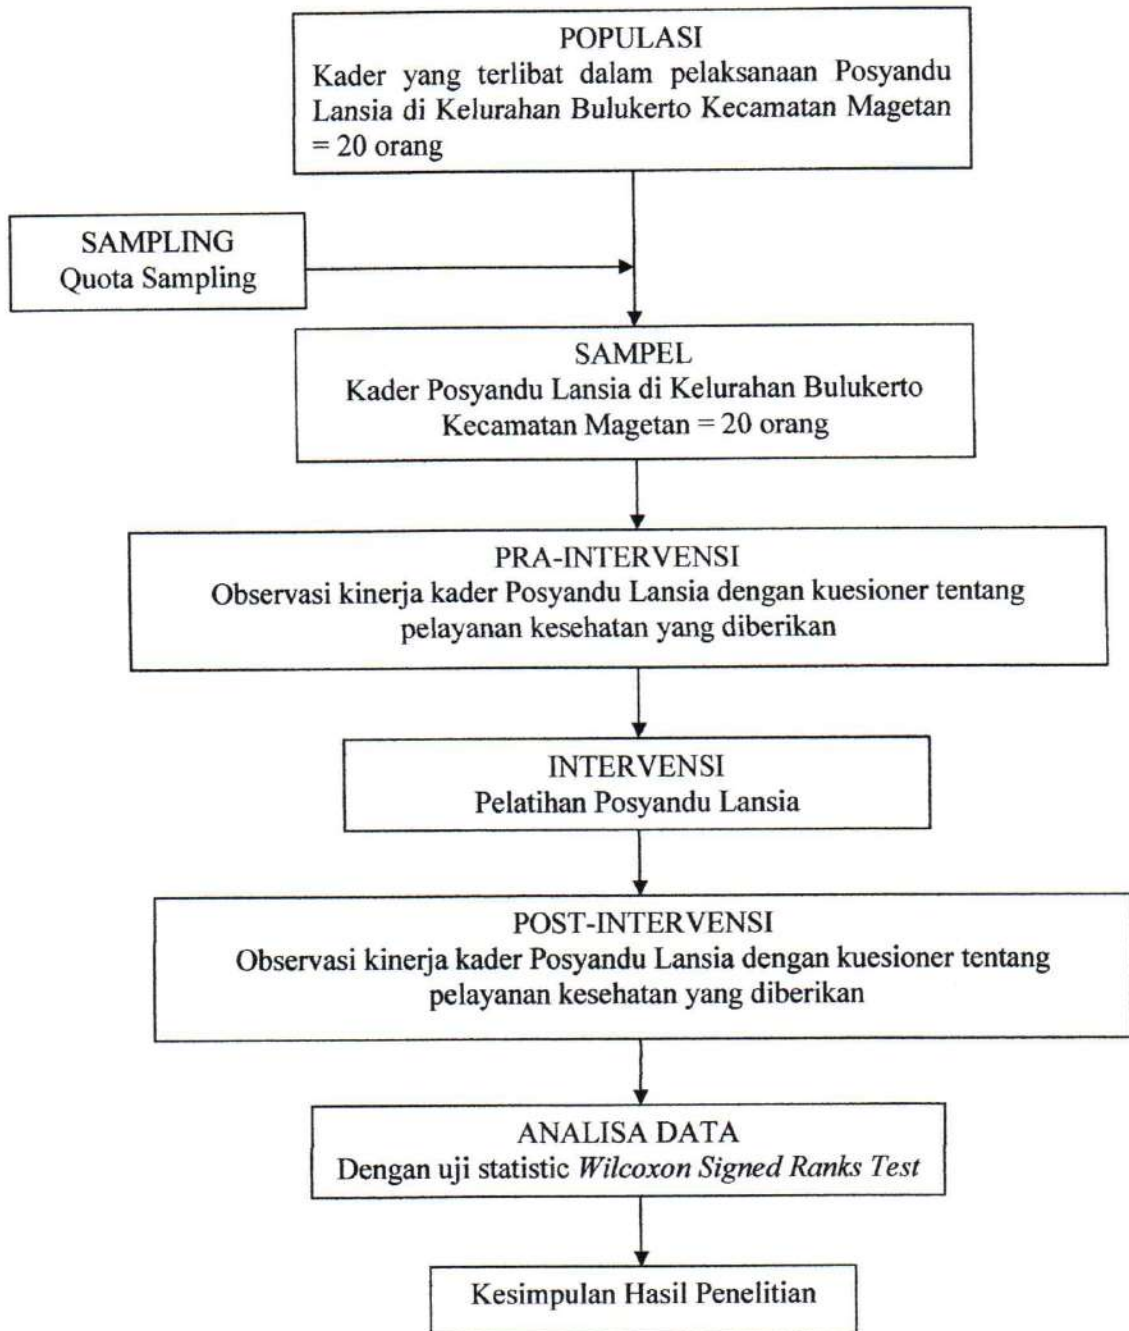 POPULASI
Kader yang terlibat dalam pelaksanaan Posyandu
Lansia di Kelurahan Bulukerto Kecamatan Magetan
= 20 orang
SAMPLING
Quota Sampling
SAMPEL
Kader Posyandu Lansia di Kelurahan Bulukerto
Kecamatan Magetan = 20 orang
PRA-INTERVENSI
Observasi kinerja kader Posyandu Lansia dengan kuesioner tentang
pelayanan kesehatan yang diberikan
INTERVENSI
Pelatihan Posyandu Lansia
POST-INTERVENSI
Observasi kinerja kader Posyandu Lansia dengan kuesioner tentang
pelayanan kesehatan yang diberikan
ANALISA DATA
Dengan uji statistic Wilcoxon Signed Ranks Test
Kesimpulan Hasil Penelitian